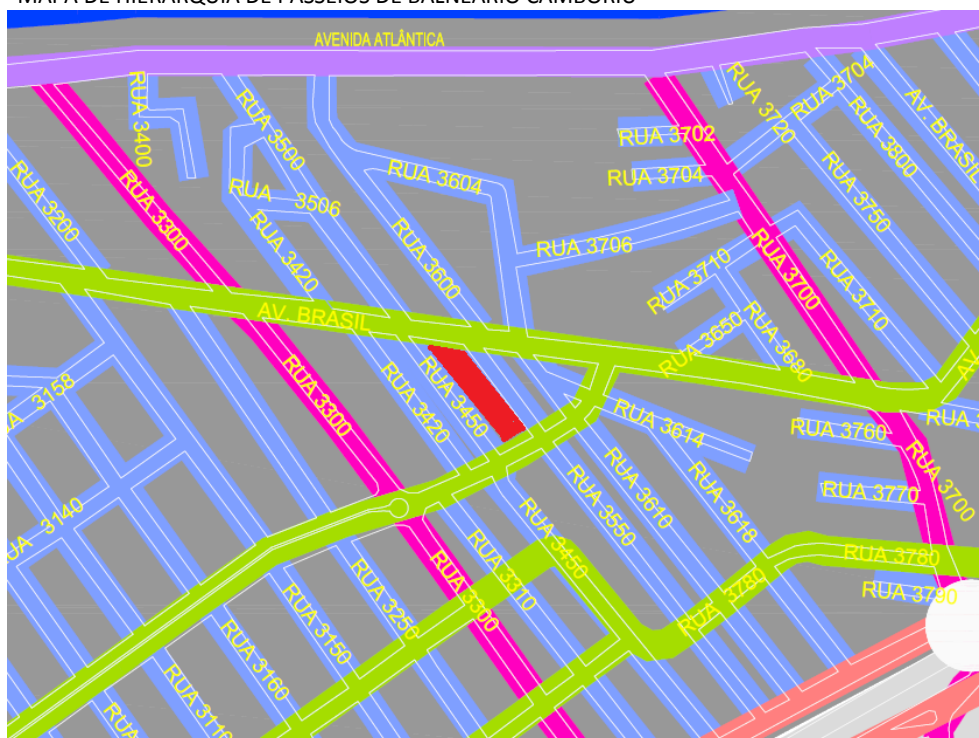 MAPA DE HIERARQUIA DE PASSEIOS DE BALNEÁRIO CAMBORIÚ
AVENIDA ATLÂNTICA
RUA 3400
RUA 3500
RUA 3702
RUA 3720
RUA 3704
RUA 3800
AV. BRASIL
RUA 3200
RUA 3300
RUA 3506
RUA 3604
RUA 3704
RUA 3750
RUA 3420
RUA 3600
RUA 3706
RUA 3700
RUA 3710
RUA 3710
AV. BRASIL
RUA 3650
RUA 3680
3158
RUA 3300
RUA 3420
RUA 3450
RUA 3614
RUA 3760
RUA 3700
3140
RUA 3450
RUA 3550
RUA 3610
RUA 3618
RUA 3770
RUA 3780
RUA 3780
RUA 3790
RUA 3160
RUA 3150
RUA 3250
RUA 3300
RUA 3310
RUA 3110
RUA